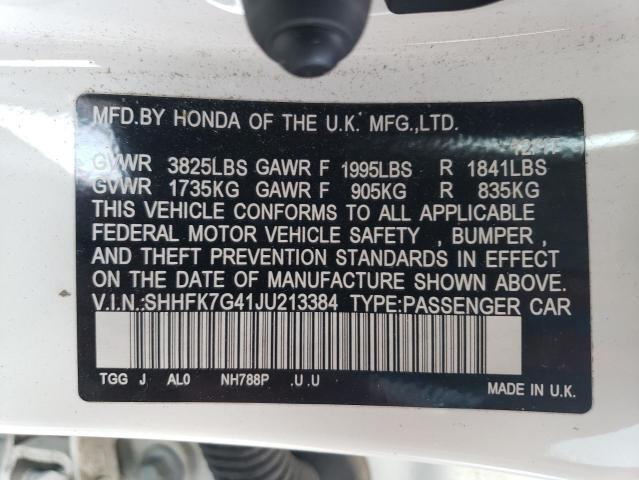 MFD.BY HONDA OF THE U.K. MFG.,LTD.
GVWR 3825LBS GAWR F 1995LBS R 1841LBS
GVWR 1735KG GAWR F 905KG R 835KG
THIS VEHICLE CONFORMS TO ALL APPLICABLE
FEDERAL MOTOR VEHICLE SAFETY , BUMPER ,
AND THEFT PREVENTION STANDARDS IN EFFECT
ON THE DATE OF MANUFACTURE SHOWN ABOVE.
V.I.N.:SHHFK7G41JU213384 TYPE:PASSENGER CAR
TGG J AL0 NH788P .U .U
MADE IN U.K.